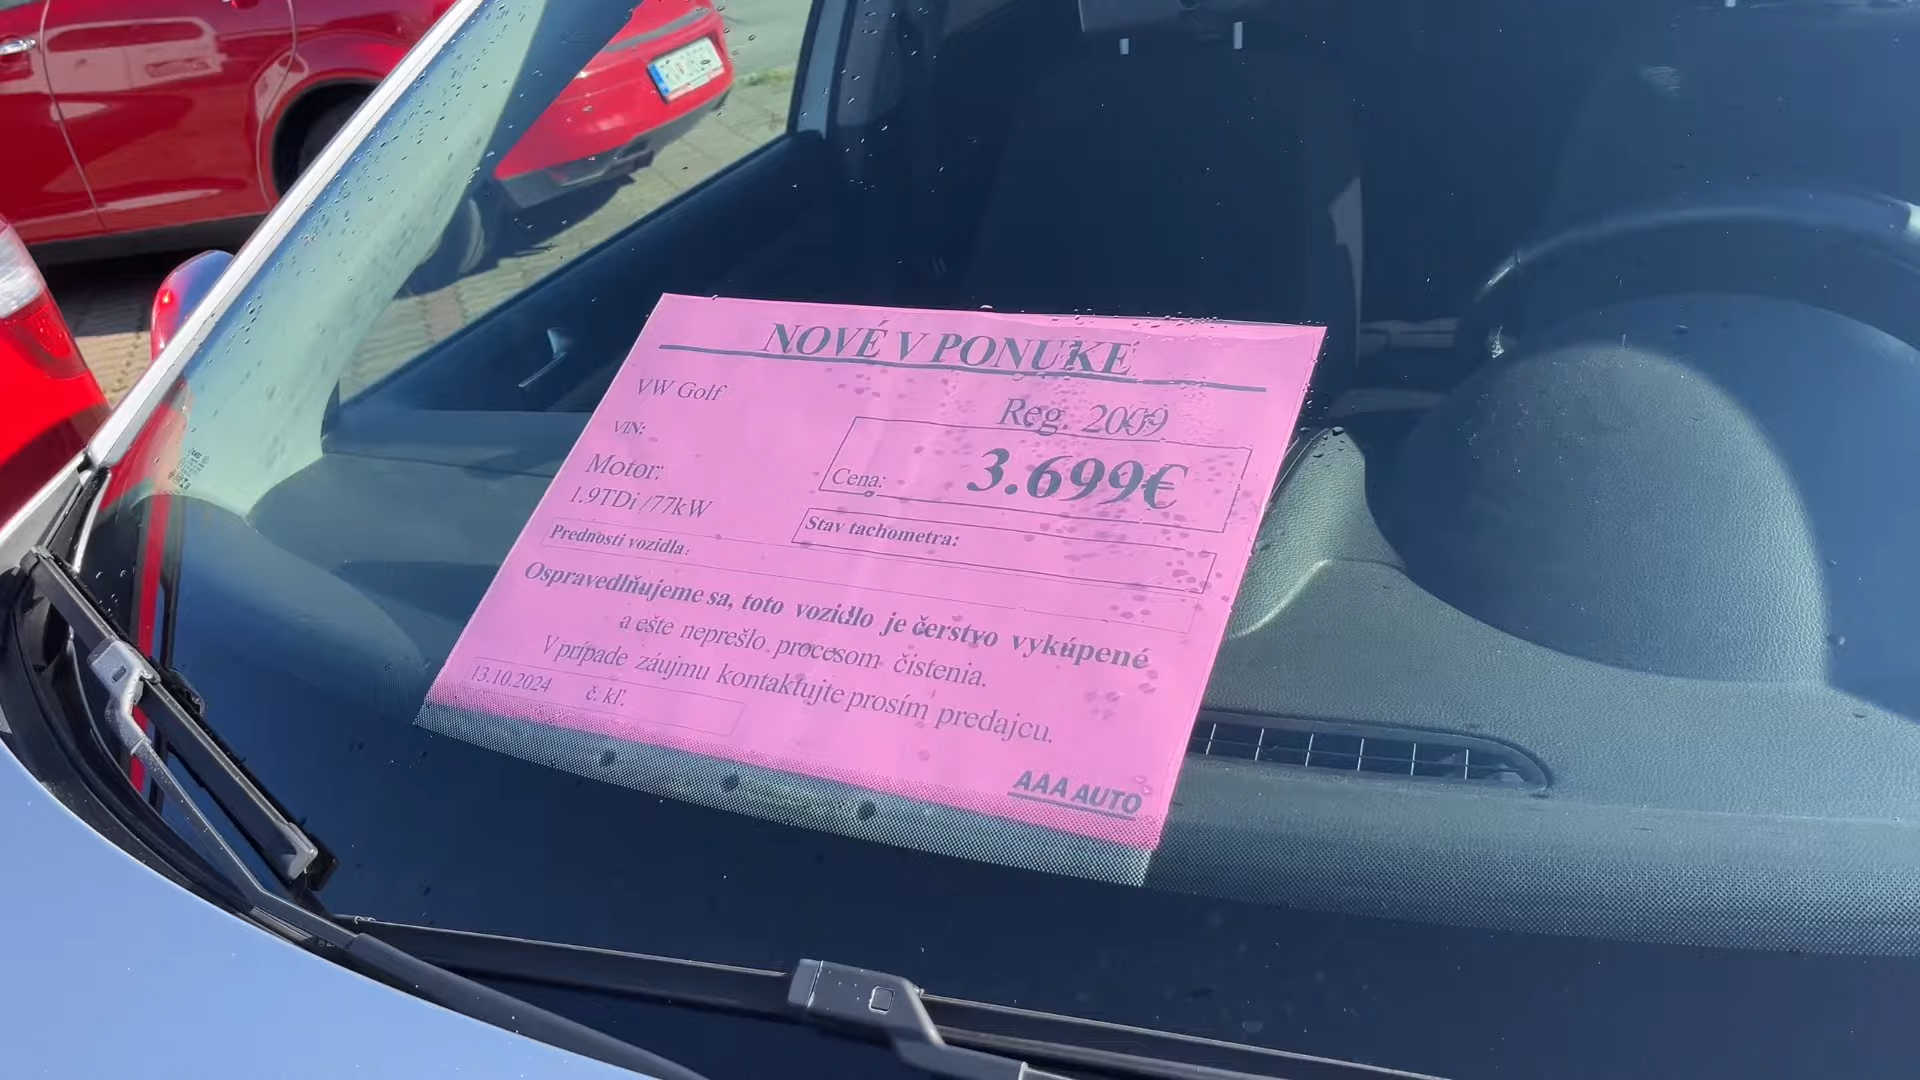 NOVÉ V PONUKE
VW Golf
Reg. 2009
VIN:
Cena: 3.699€
Motor:
1.9TDi /77kW
Stav tachometra:
Prednosti vozidla:
Ospravedlňujeme sa, toto vozidlo je čerstvo vykúpené
a ešte neprešlo procesom čistenia.
V prípade záujmu kontaktujte prosím predajcu.
13.10.2024 č. kľ.
AAA AUTO